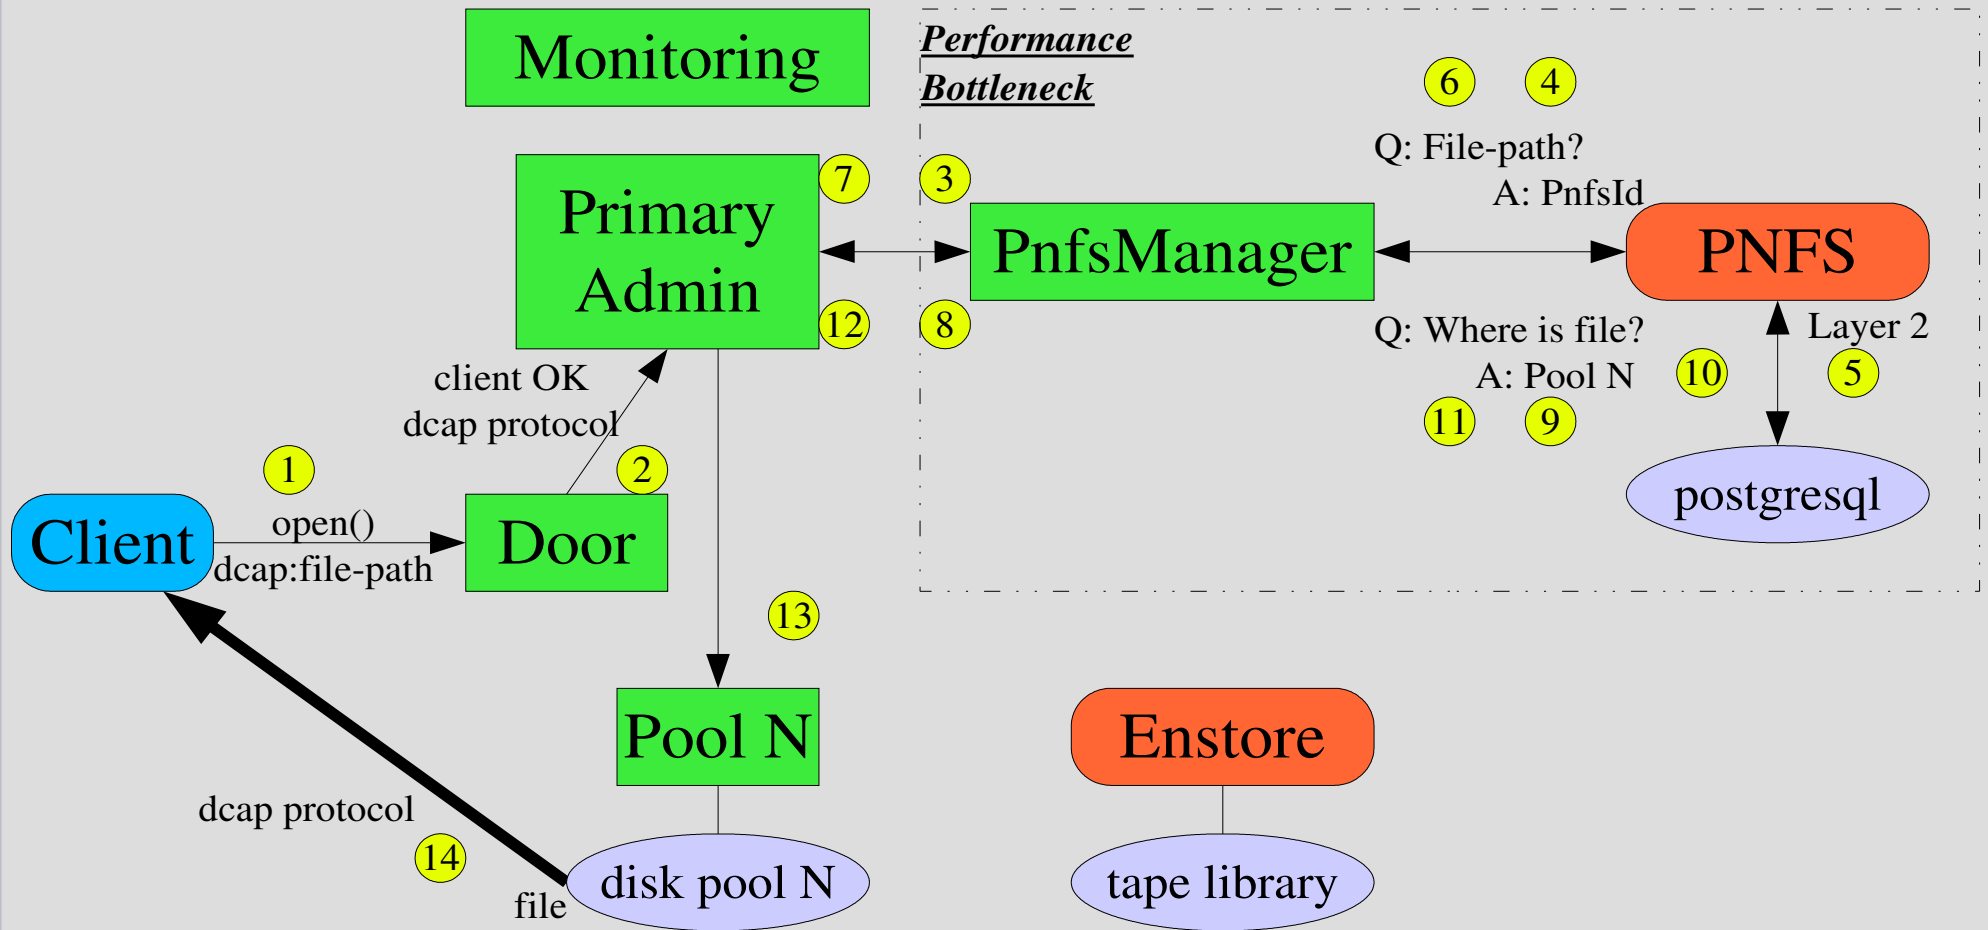 Monitoring
Performance
Bottleneck
6
4
Q: File-path?
A: PnfsId
7
3
Primary
Admin
PnfsManager
PNFS
12
8
Q: Where is file?
A: Pool N
Layer 2
10
5
11
9
client OK
dcap protocol
1
2
open()
dcap:file-path
Client
Door
postgresql
13
Pool N
Enstore
dcap protocol
14
file
disk pool N
tape library